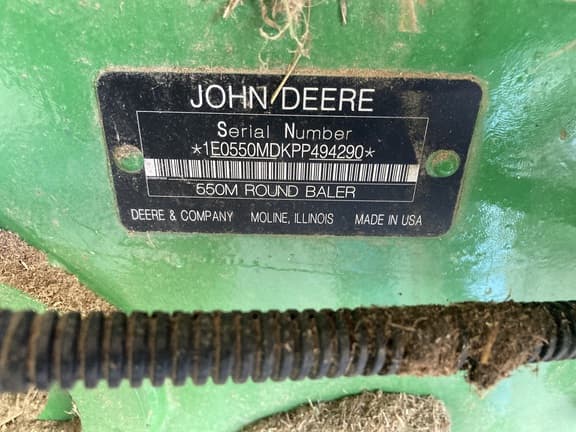 JOHN DEERE
Serial Number
*1E0550MDKPP494290*
550M ROUND BALER
DEERE & COMPANY MOLINE, ILLINOIS MADE IN USA